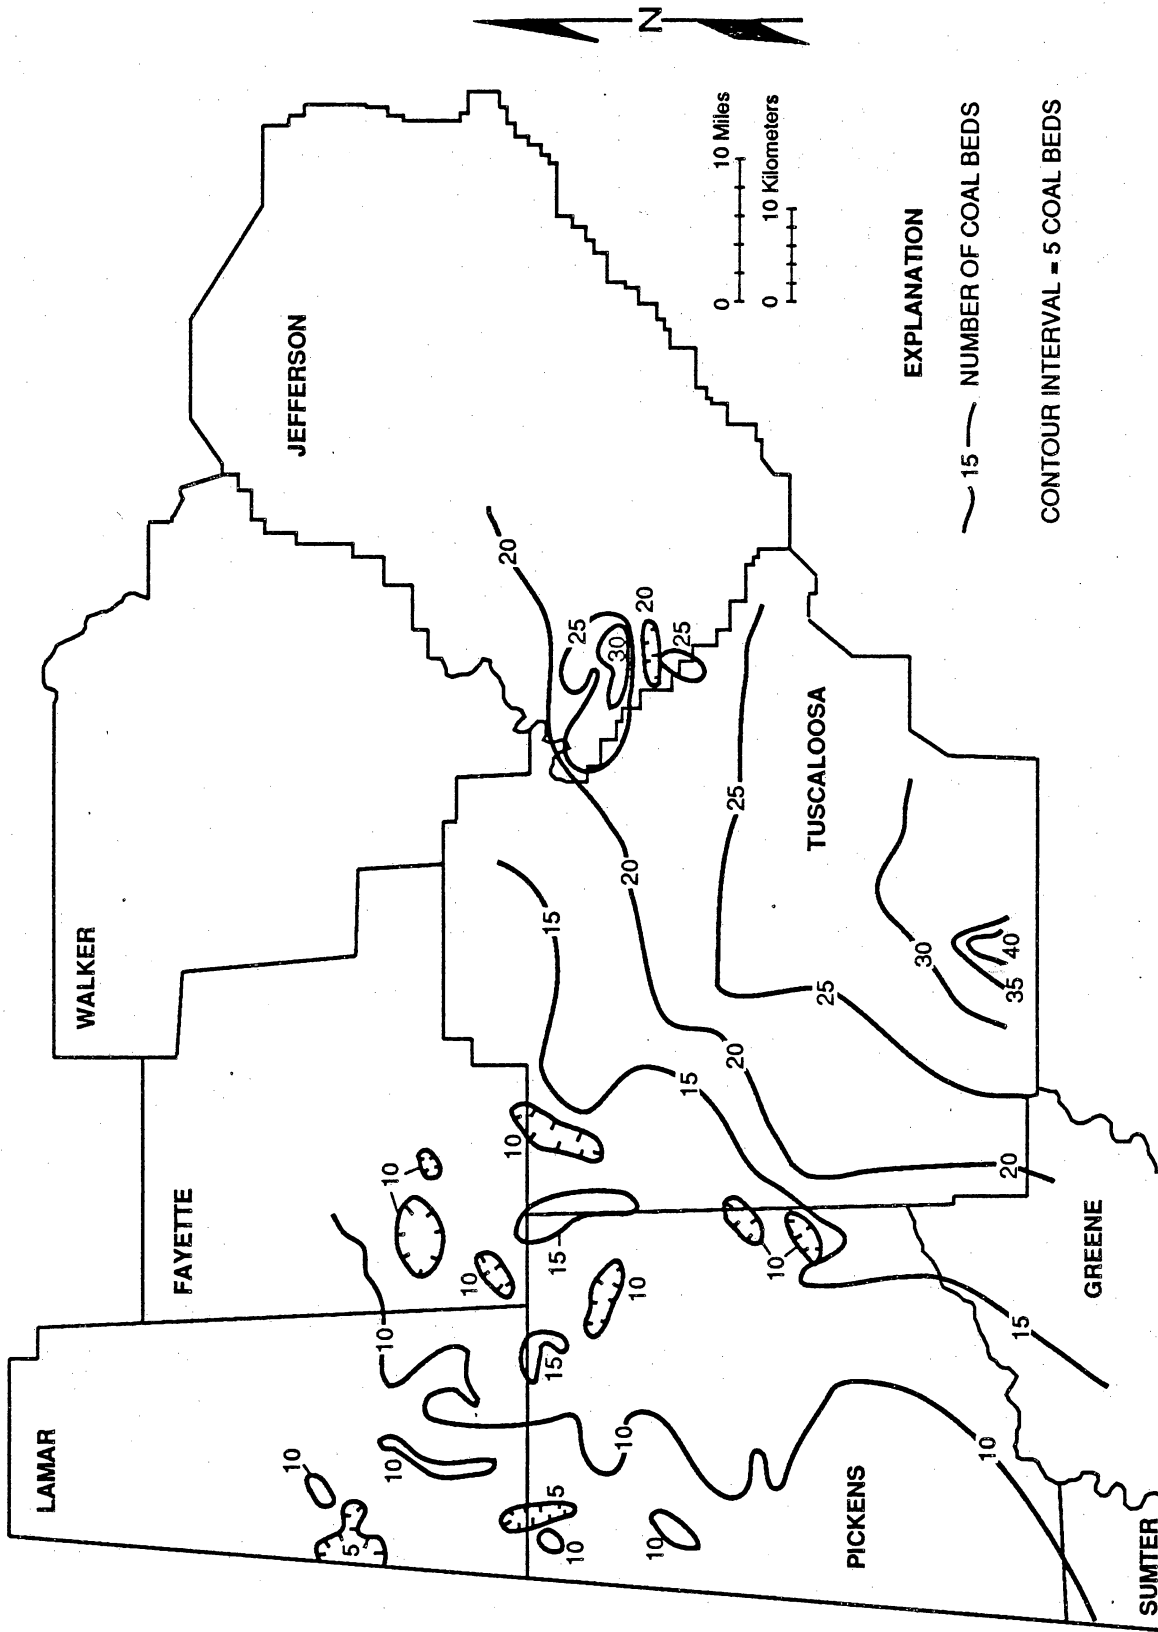 N
LAMAR
FAYETTE
WALKER
JEFFERSON
TUSCALOOSA
PICKENS
GREENE
SUMTER
10
5
10
10
10
10
10
5
10
10
10
15
15
10
10
10
10
15
15
15
20
20
20
20
25
30
20
25
25
25
30
35
40
0 10 Miles
0 10 Kilometers
EXPLANATION
15 NUMBER OF COAL BEDS
CONTOUR INTERVAL = 5 COAL BEDS